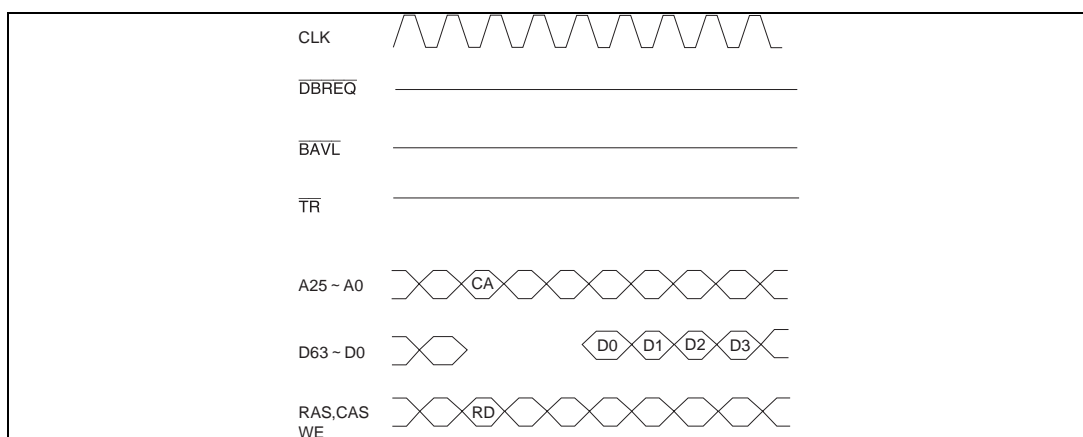 CLK
DBREQ
BAVL
TR
A25 ~ A0
CA
D63 ~ D0
D0 D1 D2 D3
RAS,CAS
WE
RD